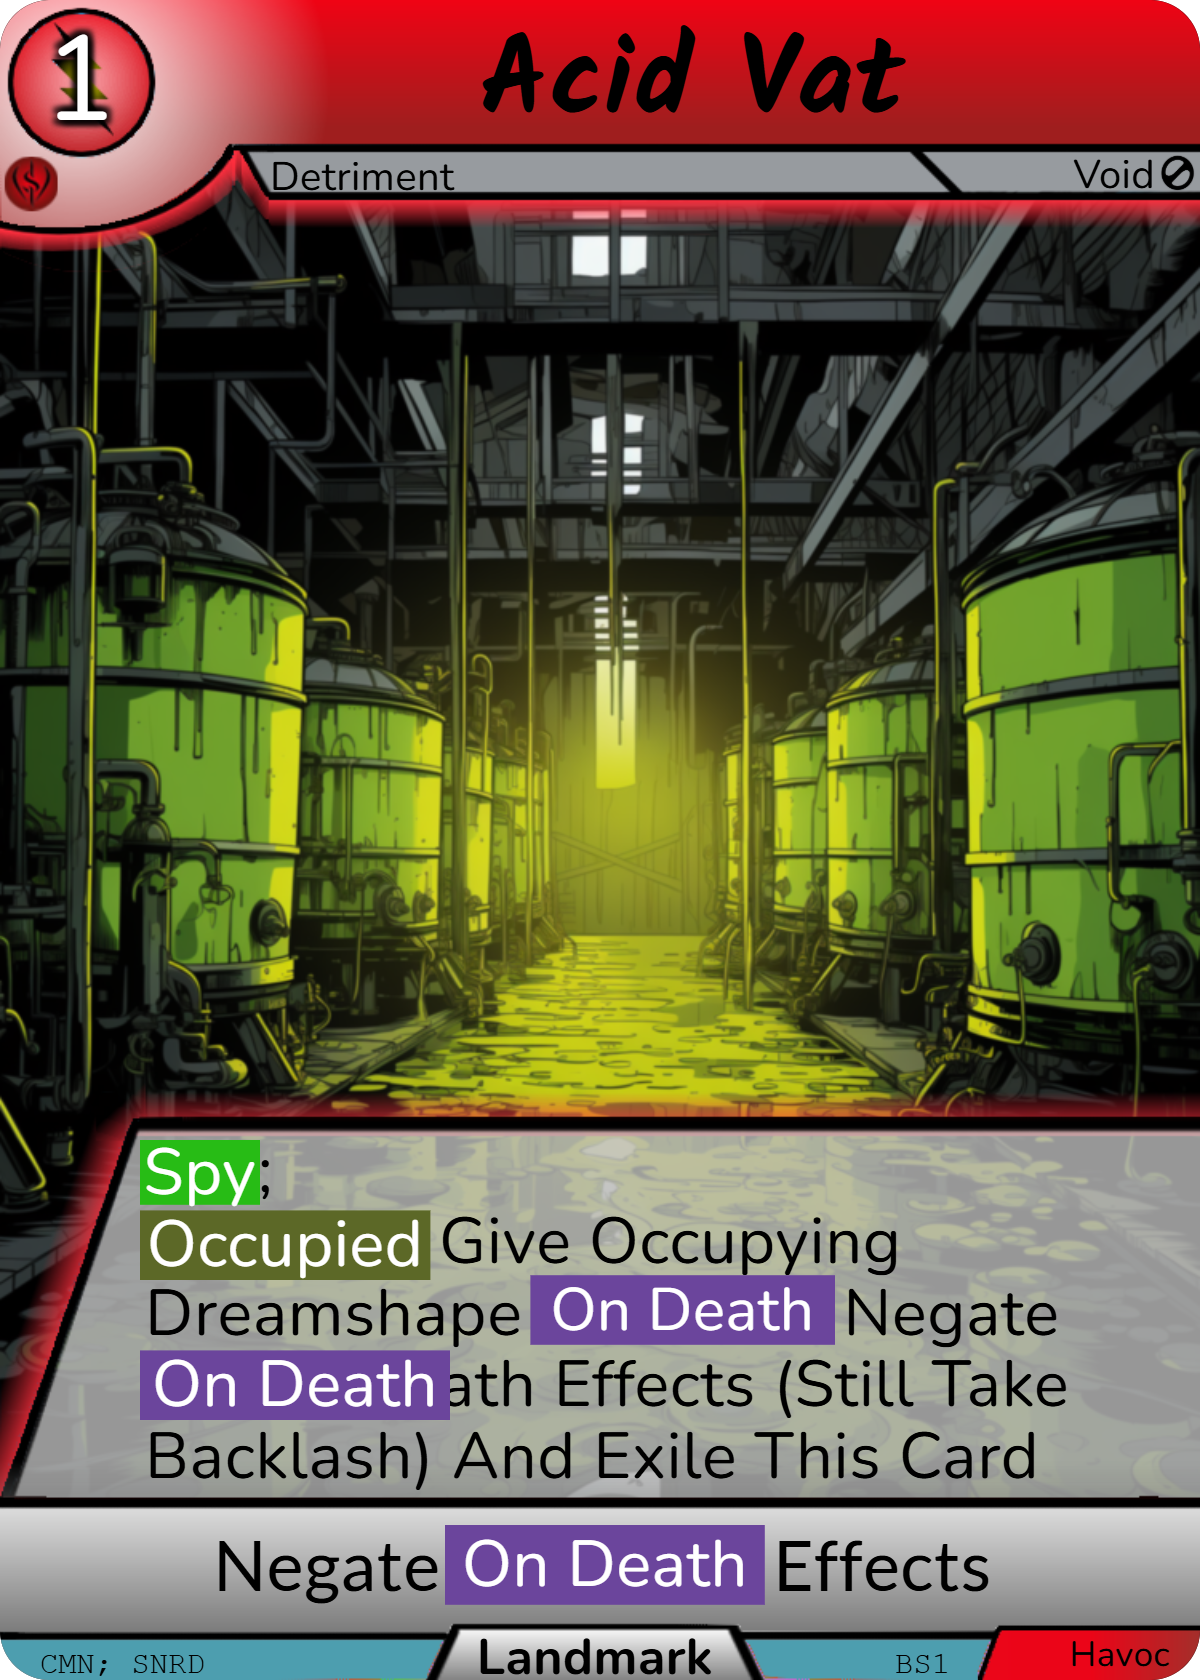 1
Acid Vat
Detriment
Void
Spy;
Occupied Give Occupying
Dreamshape On Death Negate
On Death ath Effects (Still Take
Backlash) And Exile This Card
Negate On Death Effects
CMN; SNRD
Landmark
BS1
Havoc